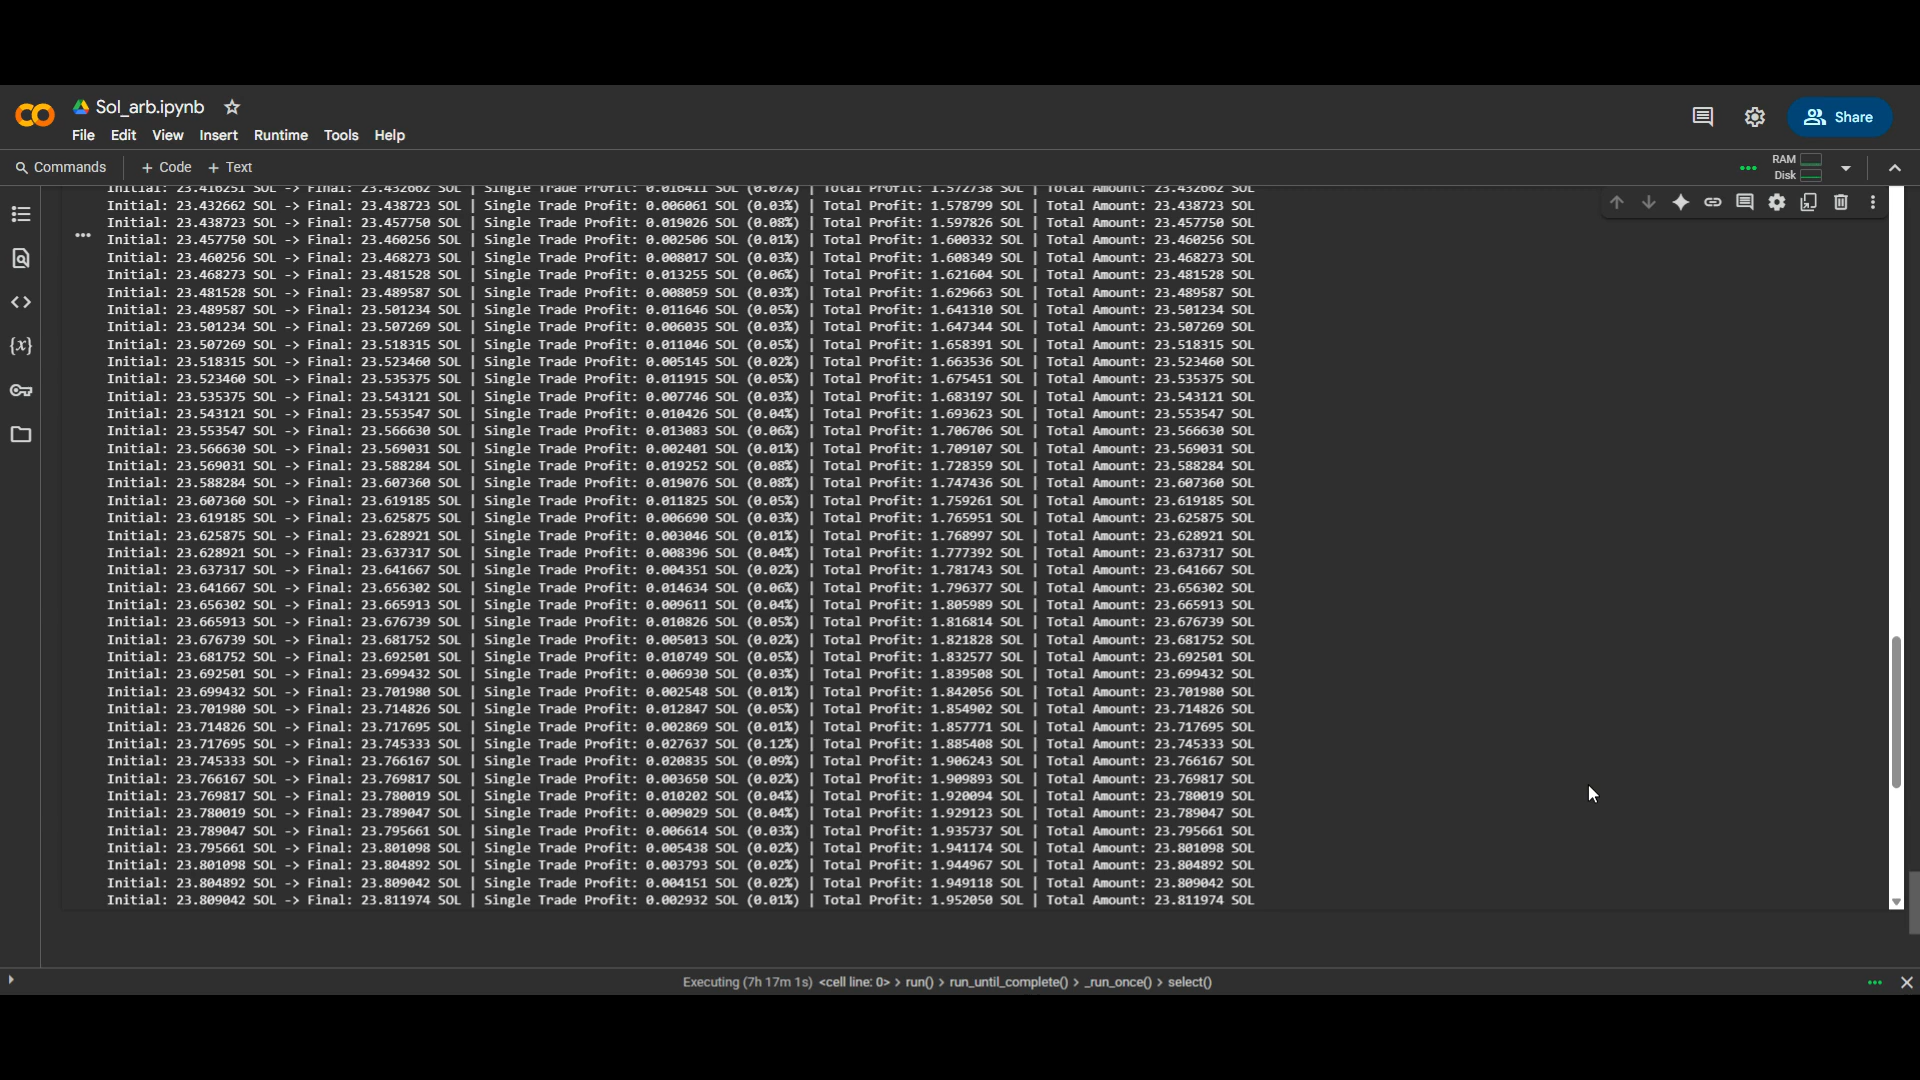 Sol_arb.ipynb
File Edit View Insert Runtime Tools Help
Share
Commands + Code + Text
RAM
Disk
Initial: 23.416251 SOL -> Final: 23.432662 SOL | Single Trade Profit: 0.016411 SOL (0.07%) | Total Profit: 1.572738 SOL | Total Amount: 23.432662 SOL
Initial: 23.432662 SOL -> Final: 23.438723 SOL | Single Trade Profit: 0.006061 SOL (0.03%) | Total Profit: 1.578799 SOL | Total Amount: 23.438723 SOL
Initial: 23.438723 SOL -> Final: 23.457750 SOL | Single Trade Profit: 0.019026 SOL (0.08%) | Total Profit: 1.597826 SOL | Total Amount: 23.457750 SOL
Initial: 23.457750 SOL -> Final: 23.460256 SOL | Single Trade Profit: 0.002506 SOL (0.01%) | Total Profit: 1.600332 SOL | Total Amount: 23.460256 SOL
Initial: 23.460256 SOL -> Final: 23.468273 SOL | Single Trade Profit: 0.008017 SOL (0.03%) | Total Profit: 1.608349 SOL | Total Amount: 23.468273 SOL
Initial: 23.468273 SOL -> Final: 23.481528 SOL | Single Trade Profit: 0.013255 SOL (0.06%) | Total Profit: 1.621604 SOL | Total Amount: 23.481528 SOL
Initial: 23.481528 SOL -> Final: 23.489587 SOL | Single Trade Profit: 0.008059 SOL (0.03%) | Total Profit: 1.629663 SOL | Total Amount: 23.489587 SOL
Initial: 23.489587 SOL -> Final: 23.501234 SOL | Single Trade Profit: 0.011646 SOL (0.05%) | Total Profit: 1.641310 SOL | Total Amount: 23.501234 SOL
Initial: 23.501234 SOL -> Final: 23.507269 SOL | Single Trade Profit: 0.006035 SOL (0.03%) | Total Profit: 1.647344 SOL | Total Amount: 23.507269 SOL
Initial: 23.507269 SOL -> Final: 23.518315 SOL | Single Trade Profit: 0.011046 SOL (0.05%) | Total Profit: 1.658391 SOL | Total Amount: 23.518315 SOL
Initial: 23.518315 SOL -> Final: 23.523460 SOL | Single Trade Profit: 0.005145 SOL (0.02%) | Total Profit: 1.663536 SOL | Total Amount: 23.523460 SOL
Initial: 23.523460 SOL -> Final: 23.535375 SOL | Single Trade Profit: 0.011915 SOL (0.05%) | Total Profit: 1.675451 SOL | Total Amount: 23.535375 SOL
Initial: 23.535375 SOL -> Final: 23.543121 SOL | Single Trade Profit: 0.007746 SOL (0.03%) | Total Profit: 1.683197 SOL | Total Amount: 23.543121 SOL
Initial: 23.543121 SOL -> Final: 23.553547 SOL | Single Trade Profit: 0.010426 SOL (0.04%) | Total Profit: 1.693623 SOL | Total Amount: 23.553547 SOL
Initial: 23.553547 SOL -> Final: 23.566630 SOL | Single Trade Profit: 0.013083 SOL (0.06%) | Total Profit: 1.706706 SOL | Total Amount: 23.566630 SOL
Initial: 23.566630 SOL -> Final: 23.569031 SOL | Single Trade Profit: 0.002401 SOL (0.01%) | Total Profit: 1.709107 SOL | Total Amount: 23.569031 SOL
Initial: 23.569031 SOL -> Final: 23.588284 SOL | Single Trade Profit: 0.019252 SOL (0.08%) | Total Profit: 1.728359 SOL | Total Amount: 23.588284 SOL
Initial: 23.588284 SOL -> Final: 23.607360 SOL | Single Trade Profit: 0.019076 SOL (0.08%) | Total Profit: 1.747436 SOL | Total Amount: 23.607360 SOL
Initial: 23.607360 SOL -> Final: 23.619185 SOL | Single Trade Profit: 0.011825 SOL (0.05%) | Total Profit: 1.759261 SOL | Total Amount: 23.619185 SOL
Initial: 23.619185 SOL -> Final: 23.625875 SOL | Single Trade Profit: 0.006690 SOL (0.03%) | Total Profit: 1.765951 SOL | Total Amount: 23.625875 SOL
Initial: 23.625875 SOL -> Final: 23.628921 SOL | Single Trade Profit: 0.003046 SOL (0.01%) | Total Profit: 1.768997 SOL | Total Amount: 23.628921 SOL
Initial: 23.628921 SOL -> Final: 23.637317 SOL | Single Trade Profit: 0.008396 SOL (0.04%) | Total Profit: 1.777392 SOL | Total Amount: 23.637317 SOL
Initial: 23.637317 SOL -> Final: 23.641667 SOL | Single Trade Profit: 0.004351 SOL (0.02%) | Total Profit: 1.781743 SOL | Total Amount: 23.641667 SOL
Initial: 23.641667 SOL -> Final: 23.656302 SOL | Single Trade Profit: 0.014634 SOL (0.06%) | Total Profit: 1.796377 SOL | Total Amount: 23.656302 SOL
Initial: 23.656302 SOL -> Final: 23.665913 SOL | Single Trade Profit: 0.009611 SOL (0.04%) | Total Profit: 1.805989 SOL | Total Amount: 23.665913 SOL
Initial: 23.665913 SOL -> Final: 23.676739 SOL | Single Trade Profit: 0.010826 SOL (0.05%) | Total Profit: 1.816814 SOL | Total Amount: 23.676739 SOL
Initial: 23.676739 SOL -> Final: 23.681752 SOL | Single Trade Profit: 0.005013 SOL (0.02%) | Total Profit: 1.821828 SOL | Total Amount: 23.681752 SOL
Initial: 23.681752 SOL -> Final: 23.692501 SOL | Single Trade Profit: 0.010749 SOL (0.05%) | Total Profit: 1.832577 SOL | Total Amount: 23.692501 SOL
Initial: 23.692501 SOL -> Final: 23.699432 SOL | Single Trade Profit: 0.006930 SOL (0.03%) | Total Profit: 1.839508 SOL | Total Amount: 23.699432 SOL
Initial: 23.699432 SOL -> Final: 23.701980 SOL | Single Trade Profit: 0.002548 SOL (0.01%) | Total Profit: 1.842056 SOL | Total Amount: 23.701980 SOL
Initial: 23.701980 SOL -> Final: 23.714826 SOL | Single Trade Profit: 0.012847 SOL (0.05%) | Total Profit: 1.854902 SOL | Total Amount: 23.714826 SOL
Initial: 23.714826 SOL -> Final: 23.717695 SOL | Single Trade Profit: 0.002869 SOL (0.01%) | Total Profit: 1.857771 SOL | Total Amount: 23.717695 SOL
Initial: 23.717695 SOL -> Final: 23.745333 SOL | Single Trade Profit: 0.027637 SOL (0.12%) | Total Profit: 1.885408 SOL | Total Amount: 23.745333 SOL
Initial: 23.745333 SOL -> Final: 23.766167 SOL | Single Trade Profit: 0.020835 SOL (0.09%) | Total Profit: 1.906243 SOL | Total Amount: 23.766167 SOL
Initial: 23.766167 SOL -> Final: 23.769817 SOL | Single Trade Profit: 0.003650 SOL (0.02%) | Total Profit: 1.909893 SOL | Total Amount: 23.769817 SOL
Initial: 23.769817 SOL -> Final: 23.780019 SOL | Single Trade Profit: 0.010202 SOL (0.04%) | Total Profit: 1.920094 SOL | Total Amount: 23.780019 SOL
Initial: 23.780019 SOL -> Final: 23.789047 SOL | Single Trade Profit: 0.009029 SOL (0.04%) | Total Profit: 1.929123 SOL | Total Amount: 23.789047 SOL
Initial: 23.789047 SOL -> Final: 23.795661 SOL | Single Trade Profit: 0.006614 SOL (0.03%) | Total Profit: 1.935737 SOL | Total Amount: 23.795661 SOL
Initial: 23.795661 SOL -> Final: 23.801098 SOL | Single Trade Profit: 0.005438 SOL (0.02%) | Total Profit: 1.941174 SOL | Total Amount: 23.801098 SOL
Initial: 23.801098 SOL -> Final: 23.804892 SOL | Single Trade Profit: 0.003793 SOL (0.02%) | Total Profit: 1.944967 SOL | Total Amount: 23.804892 SOL
Initial: 23.804892 SOL -> Final: 23.809042 SOL | Single Trade Profit: 0.004151 SOL (0.02%) | Total Profit: 1.949118 SOL | Total Amount: 23.809042 SOL
Initial: 23.809042 SOL -> Final: 23.811974 SOL | Single Trade Profit: 0.002932 SOL (0.01%) | Total Profit: 1.952050 SOL | Total Amount: 23.811974 SOL
Executing (7h 17m 1s) <cell line: 0> > run() > run_until_complete() > _run_once() > select()